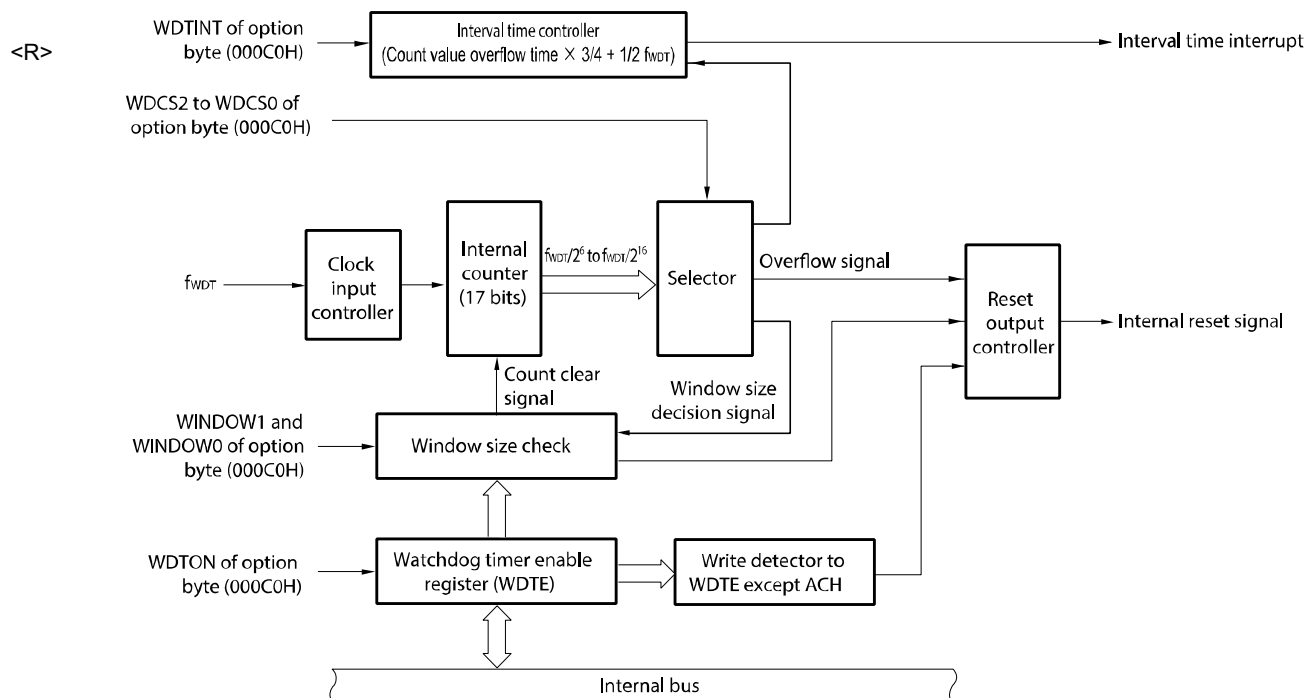 <R>
WDTINT of option
byte (000C0H)
Interval time controller
(Count value overflow time × 3/4 + 1/2 fWDT)
Interval time interrupt
WDCS2 to WDCS0 of
option byte (000C0H)
fWDT
Clock
input
controller
Internal
counter
(17 bits)
fWDT/2⁶ to fWDT/2¹⁶
Selector
Overflow signal
Reset
output
controller
Internal reset signal
Count clear
signal
Window size
decision signal
WINDOW1 and
WINDOW0 of option
byte (000C0H)
Window size check
WDTON of option
byte (000C0H)
Watchdog timer enable
register (WDTE)
Write detector to
WDTE except ACH
Internal bus